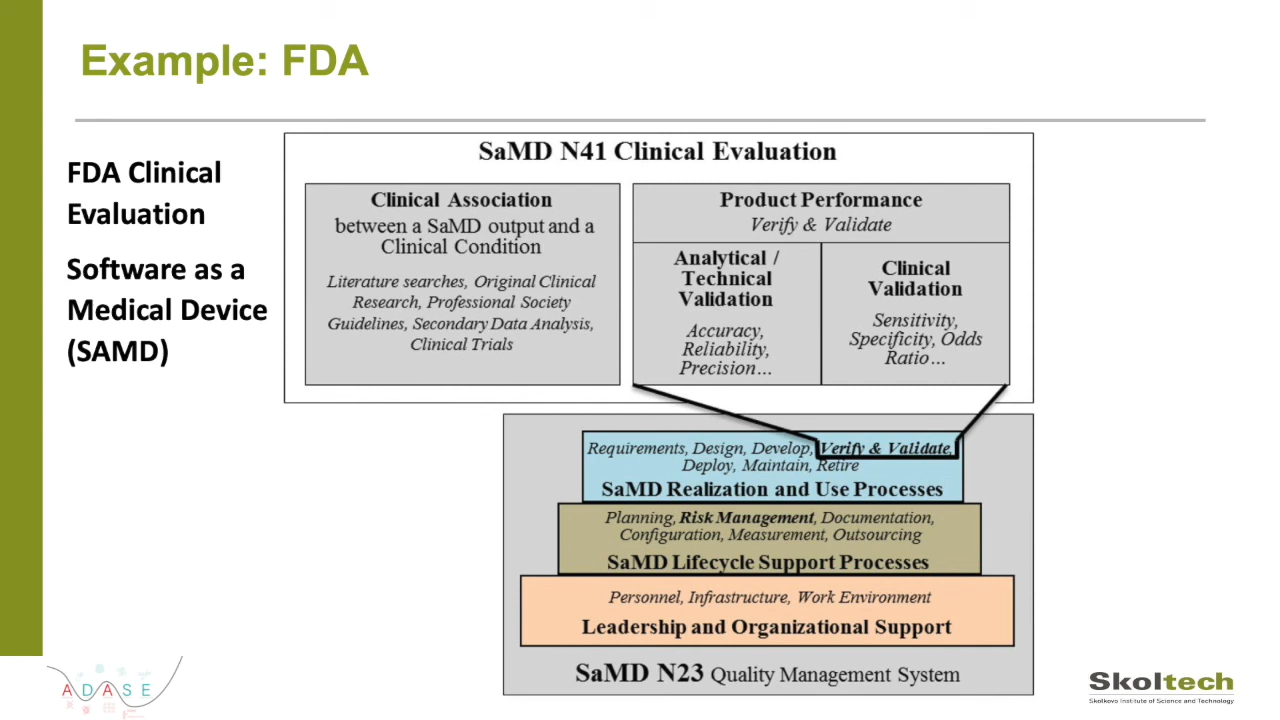 Example: FDA
FDA Clinical
Evaluation
Software as a
Medical Device
(SAMD)
SaMD N41 Clinical Evaluation
Clinical Association
between a SaMD output and a
Clinical Condition
Literature searches, Original Clinical
Research, Professional Society
Guidelines, Secondary Data Analysis,
Clinical Trials
Product Performance
Verify & Validate
Analytical /
Technical
Validation
Accuracy,
Reliability,
Precision…
Clinical
Validation
Sensitivity,
Specificity, Odds
Ratio…
Requirements, Design, Develop, Verify & Validate,
Deploy, Maintain, Retire
SaMD Realization and Use Processes
Planning, Risk Management, Documentation,
Configuration, Measurement, Outsourcing
SaMD Lifecycle Support Processes
Personnel, Infrastructure, Work Environment
Leadership and Organizational Support
SaMD N23 Quality Management System
ADASE
Skoltech
Skolkovo Institute of Science and Technology